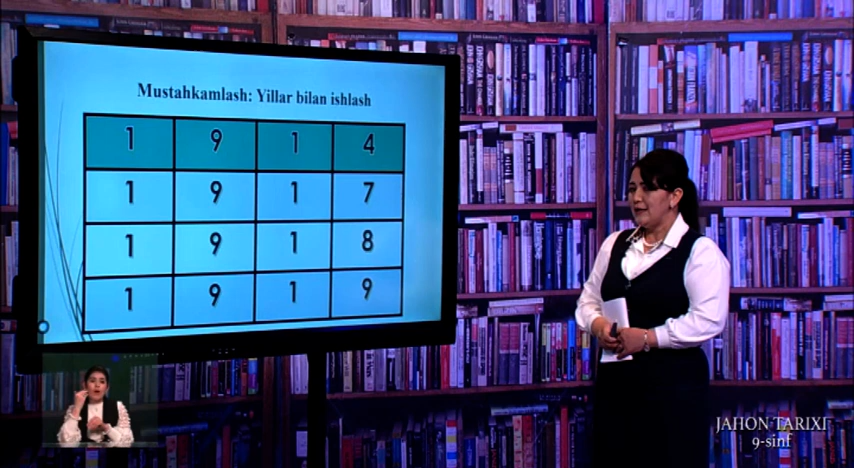 Mustahkamlash: Yillar bilan ishlash
1 9 1 4
1 9 1 7
1 9 1 8
1 9 1 9
JAHON TARIXI
9-sinf